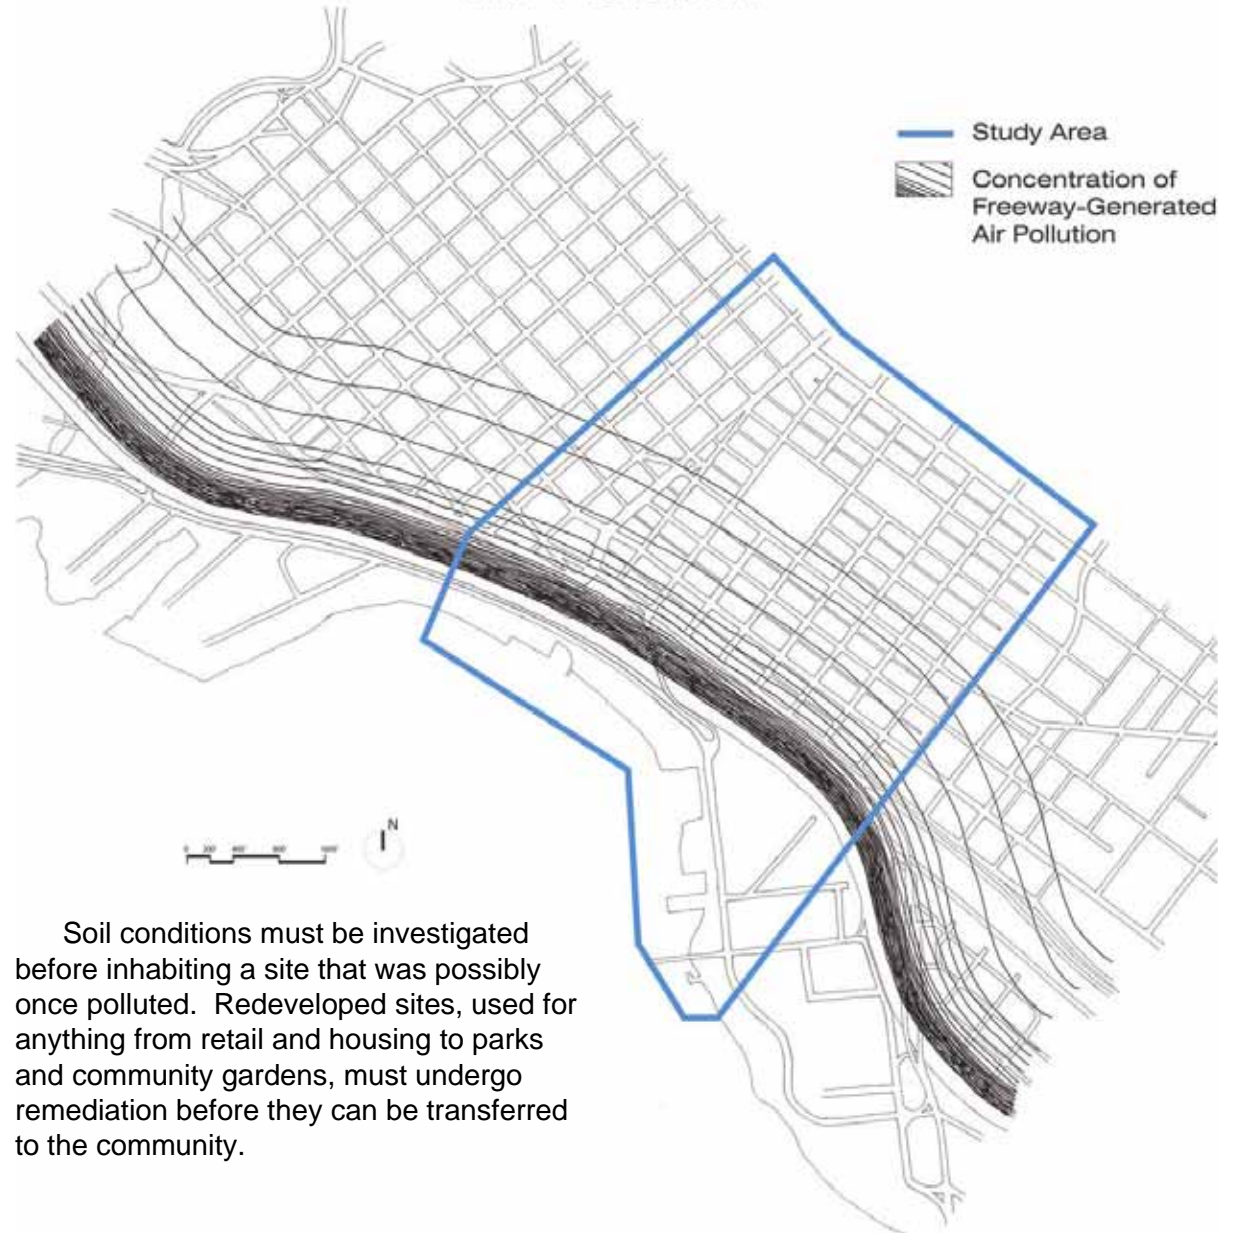 Study Area
Concentration of
Freeway-Generated
Air Pollution
N
Soil conditions must be investigated
before inhabiting a site that was possibly
once polluted.  Redeveloped sites, used for
anything from retail and housing to parks
and community gardens, must undergo
remediation before they can be transferred
to the community.